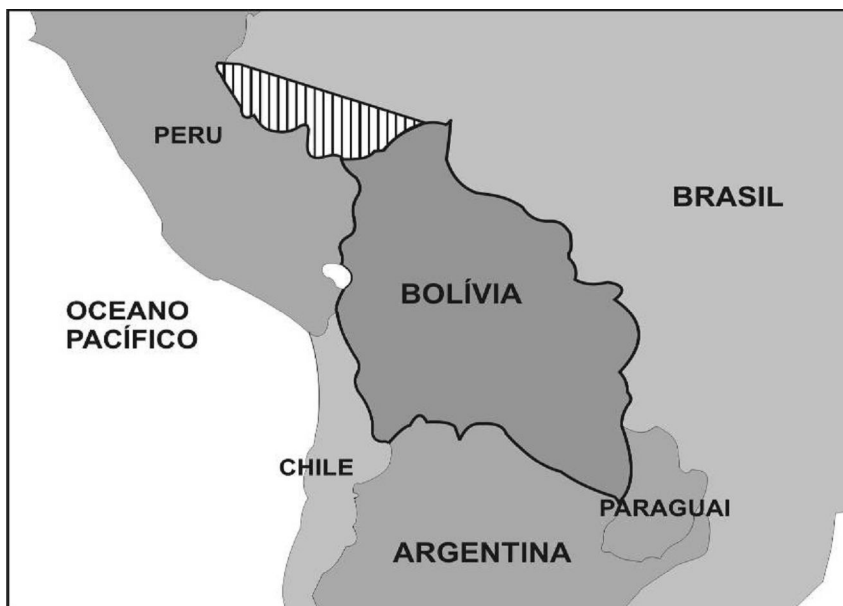 PERU
BRASIL
BOLÍVIA
OCEANO
PACÍFICO
CHILE
PARAGUAI
ARGENTINA